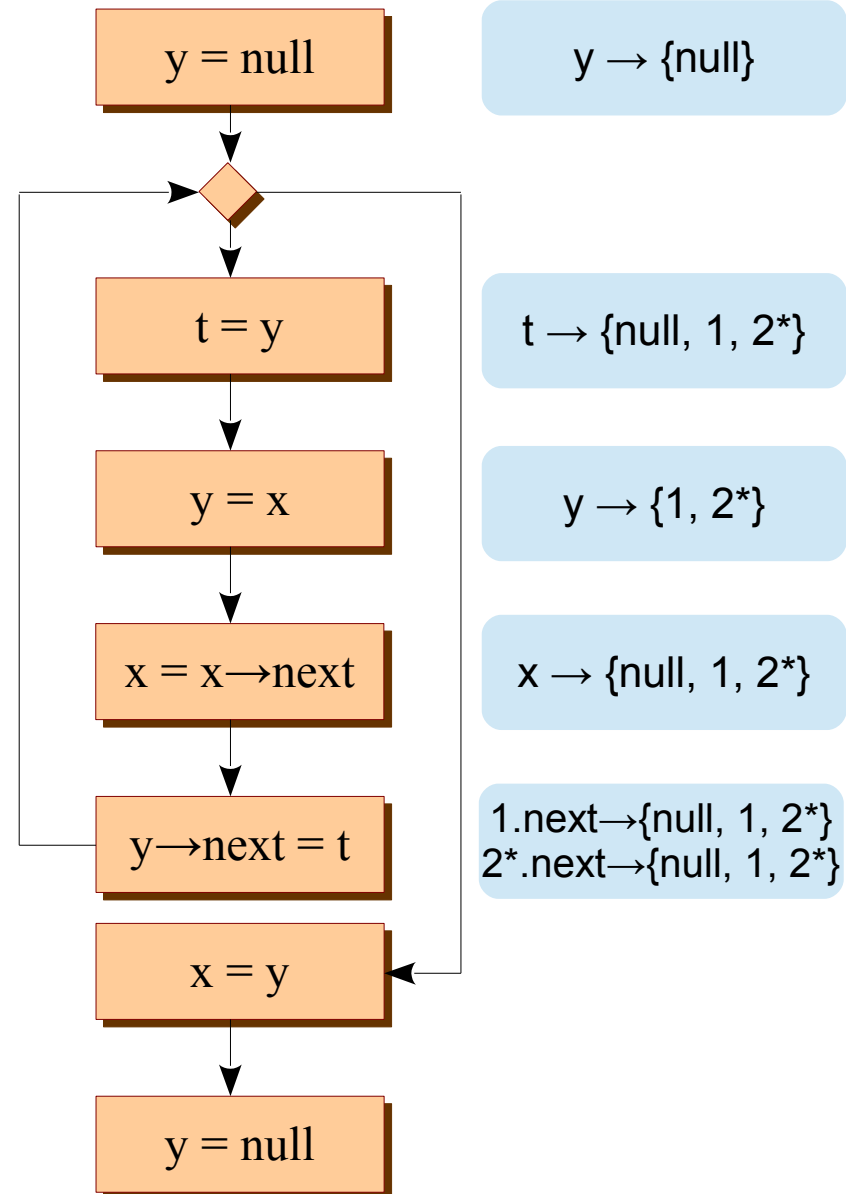 y = null
y → {null}
t = y
t → {null, 1, 2*}
y = x
y → {1, 2*}
x = x→next
x → {null, 1, 2*}
y→next = t
1.next→{null, 1, 2*}
2*.next→{null, 1, 2*}
x = y
y = null